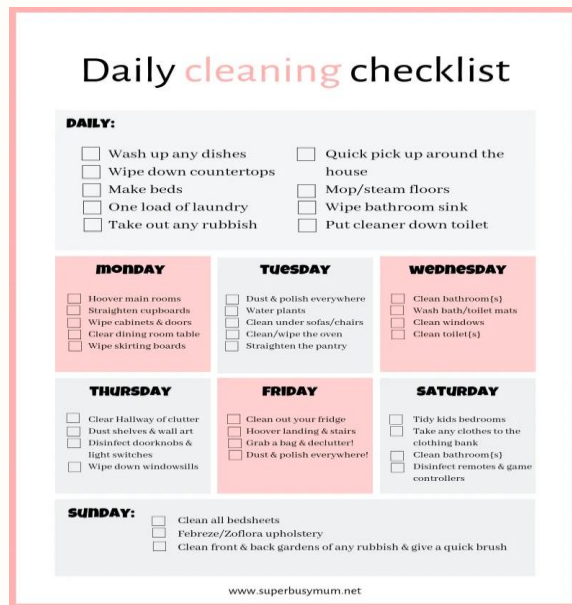 Daily cleaning checklist
DAILY:
Wash up any dishes
Wipe down countertops
Make beds
One load of laundry
Take out any rubbish
Quick pick up around the
house
Mop/steam floors
Wipe bathroom sink
Put cleaner down toilet
MONDAY
Hoover main rooms
Straighten cupboards
Wipe cabinets & doors
Clear dining room table
Wipe skirting boards
TUESDAY
Dust & polish everywhere
Water plants
Clean under sofas/chairs
Clean/wipe the oven
Straighten the pantry
WEDNESDAY
Clean bathroom{s}
Wash bath/toilet mats
Clean windows
Clean toilet{s}
THURSDAY
Clear Hallway of clutter
Dust shelves & wall art
Disinfect doorknobs &
light switches
Wipe down windowsills
FRIDAY
Clean out your fridge
Hoover landing & stairs
Grab a bag & declutter!
Dust & polish everywhere!
SATURDAY
Tidy kids bedrooms
Take any clothes to the
clothing bank
Clean bathroom{s}
Disinfect remotes & game
controllers
SUNDAY:
Clean all bedsheets
Febreze/Zoflora upholstery
Clean front & back gardens of any rubbish & give a quick brush
www.superbusymum.net